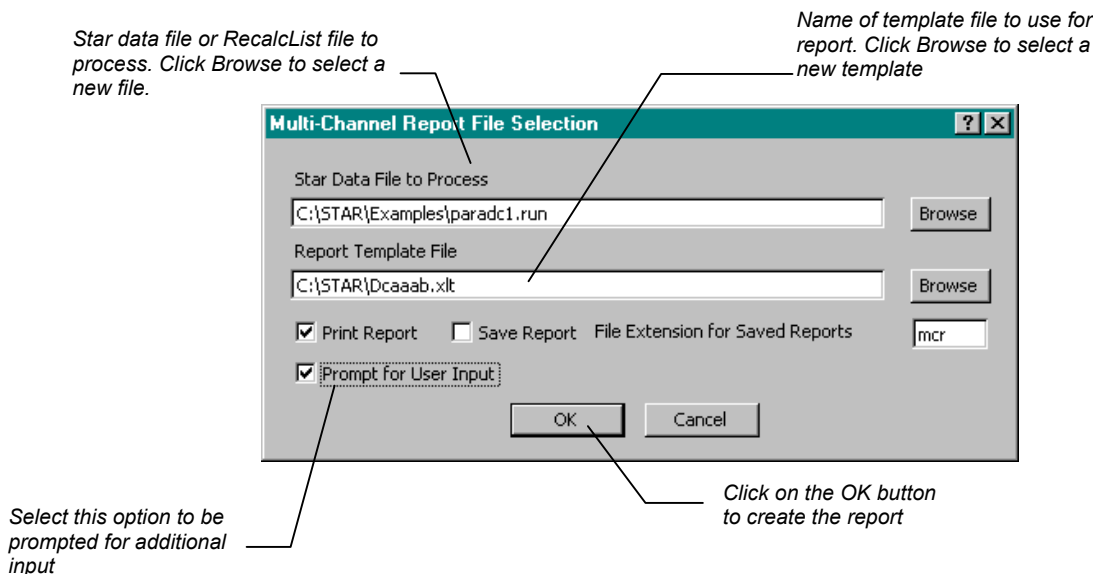 Star data file or RecalcList file to
process. Click Browse to select a
new file.
Name of template file to use for
report. Click Browse to select a
new template
Multi-Channel Report File Selection
Star Data File to Process
C:\STAR\Examples\paradc1.run
Browse
Report Template File
C:\STAR\Dcaaab.xlt
Browse
Print Report
Save Report
File Extension for Saved Reports
mcr
Prompt for User Input
OK
Cancel
Select this option to be
prompted for additional
input
Click on the OK button
to create the report